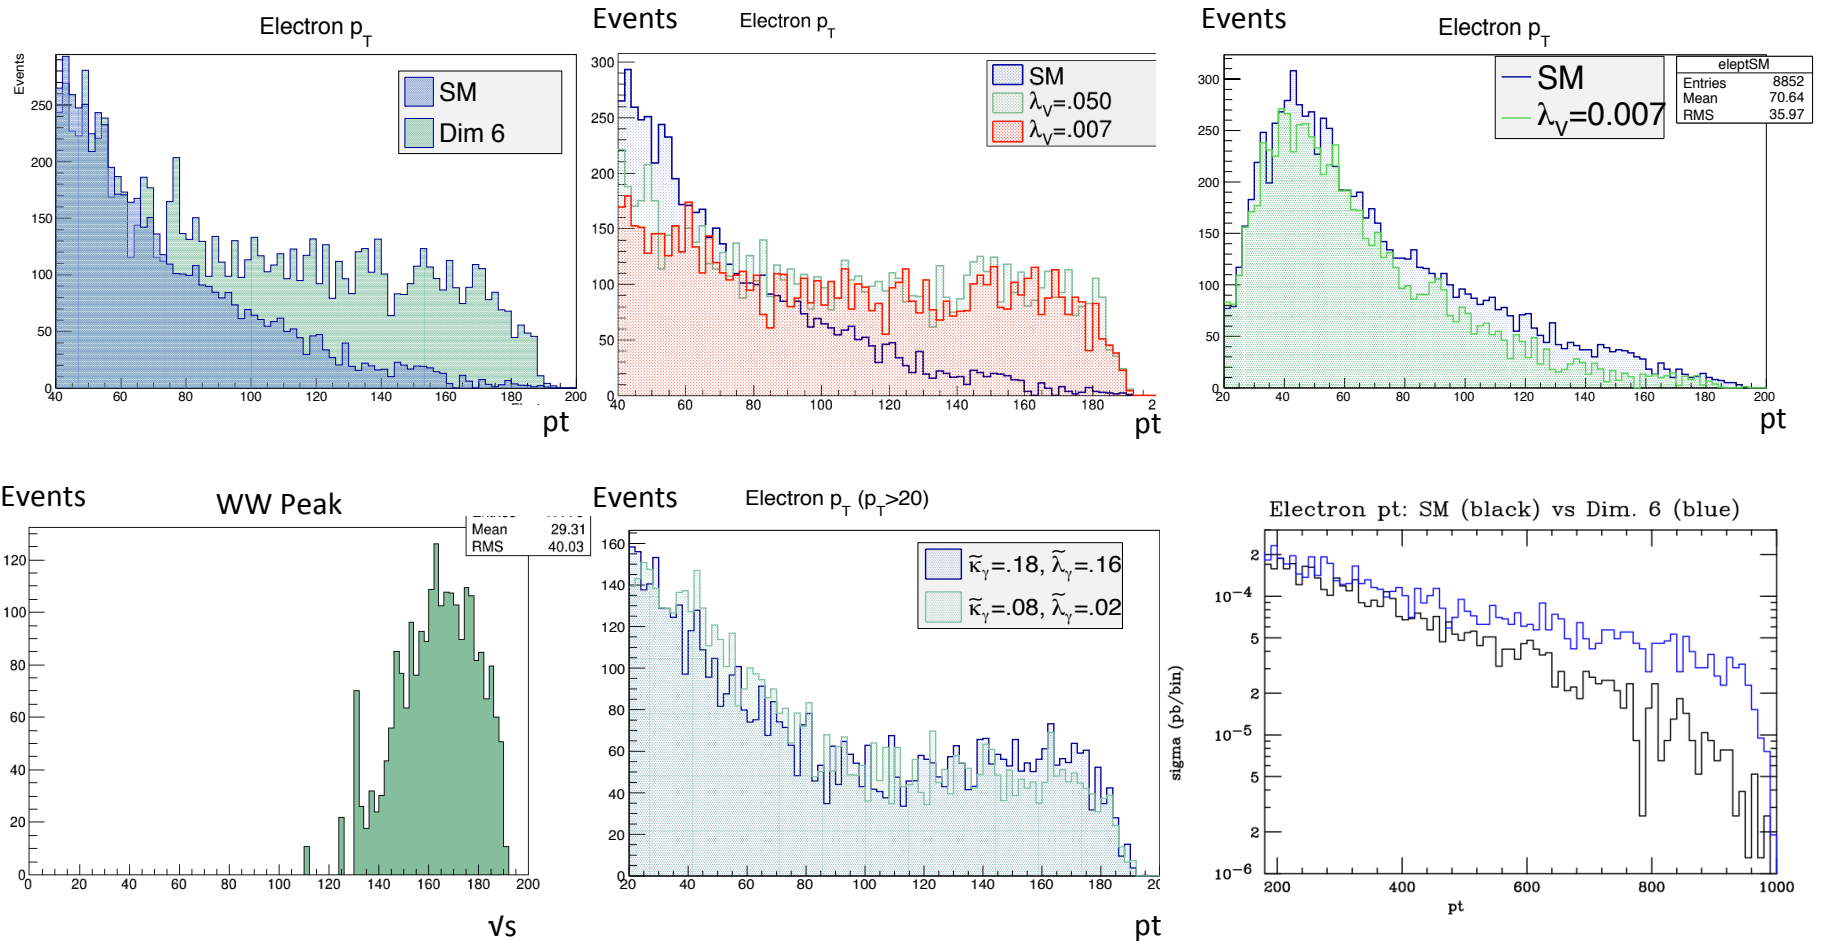 Electron p_T
Events
SM
Dim 6
250
200
150
100
50
0
40 60 80 100 120 140 160 180 200
pt
Events
Electron p_T
SM
λ_V=.050
λ_V=.007
300
250
200
150
100
50
0
40 60 80 100 120 140 160 180
pt
Events
Electron p_T
SM
λ_V=0.007
eleptSM
Entries 8852
Mean 70.64
RMS 35.97
300
250
200
150
100
50
0
20 40 60 80 100 120 140 160 180 200
pt
Events
WW Peak
Mean 29.31
RMS 40.03
120
100
80
60
40
20
0
0 20 40 60 80 100 120 140 160 180 200
√s
Events
Electron p_T (p_T>20)
κ̃_γ=.18, λ̃_γ=.16
κ̃_γ=.08, λ̃_γ=.02
160
140
120
100
80
60
40
20
0
20 40 60 80 100 120 140 160 180
pt
Electron pt: SM (black) vs Dim. 6 (blue)
sigma (pb/bin)
2
10⁻⁴
5
2
10⁻⁵
5
2
10⁻⁶
200 400 600 800 1000
pt